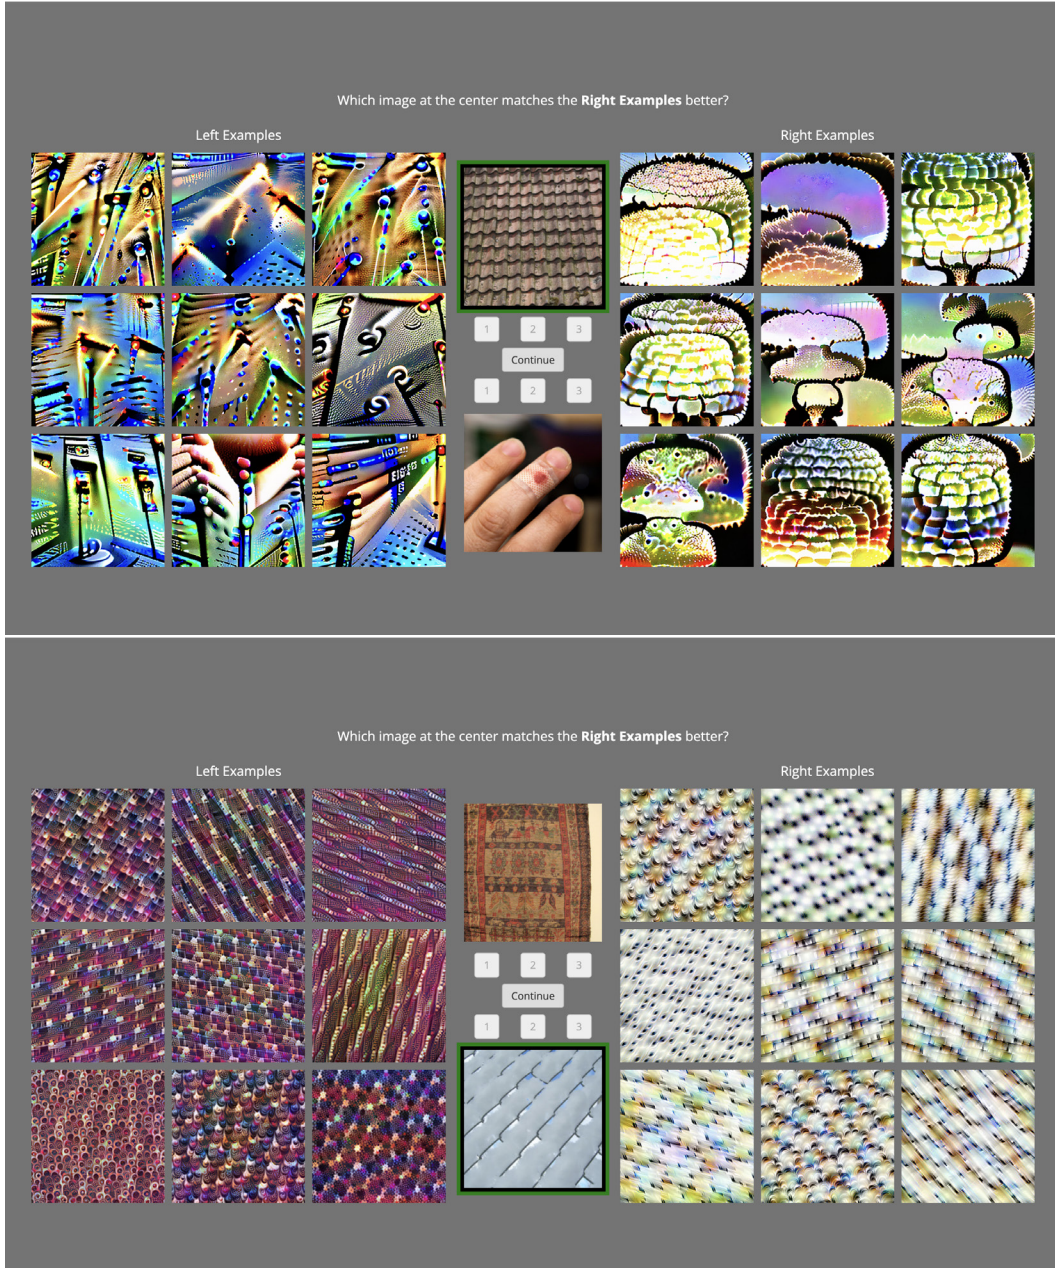 Which image at the center matches the Right Examples better?
Left Examples
Right Examples
1 2 3
Continue
1 2 3
Which image at the center matches the Right Examples better?
Left Examples
Right Examples
1 2 3
Continue
1 2 3